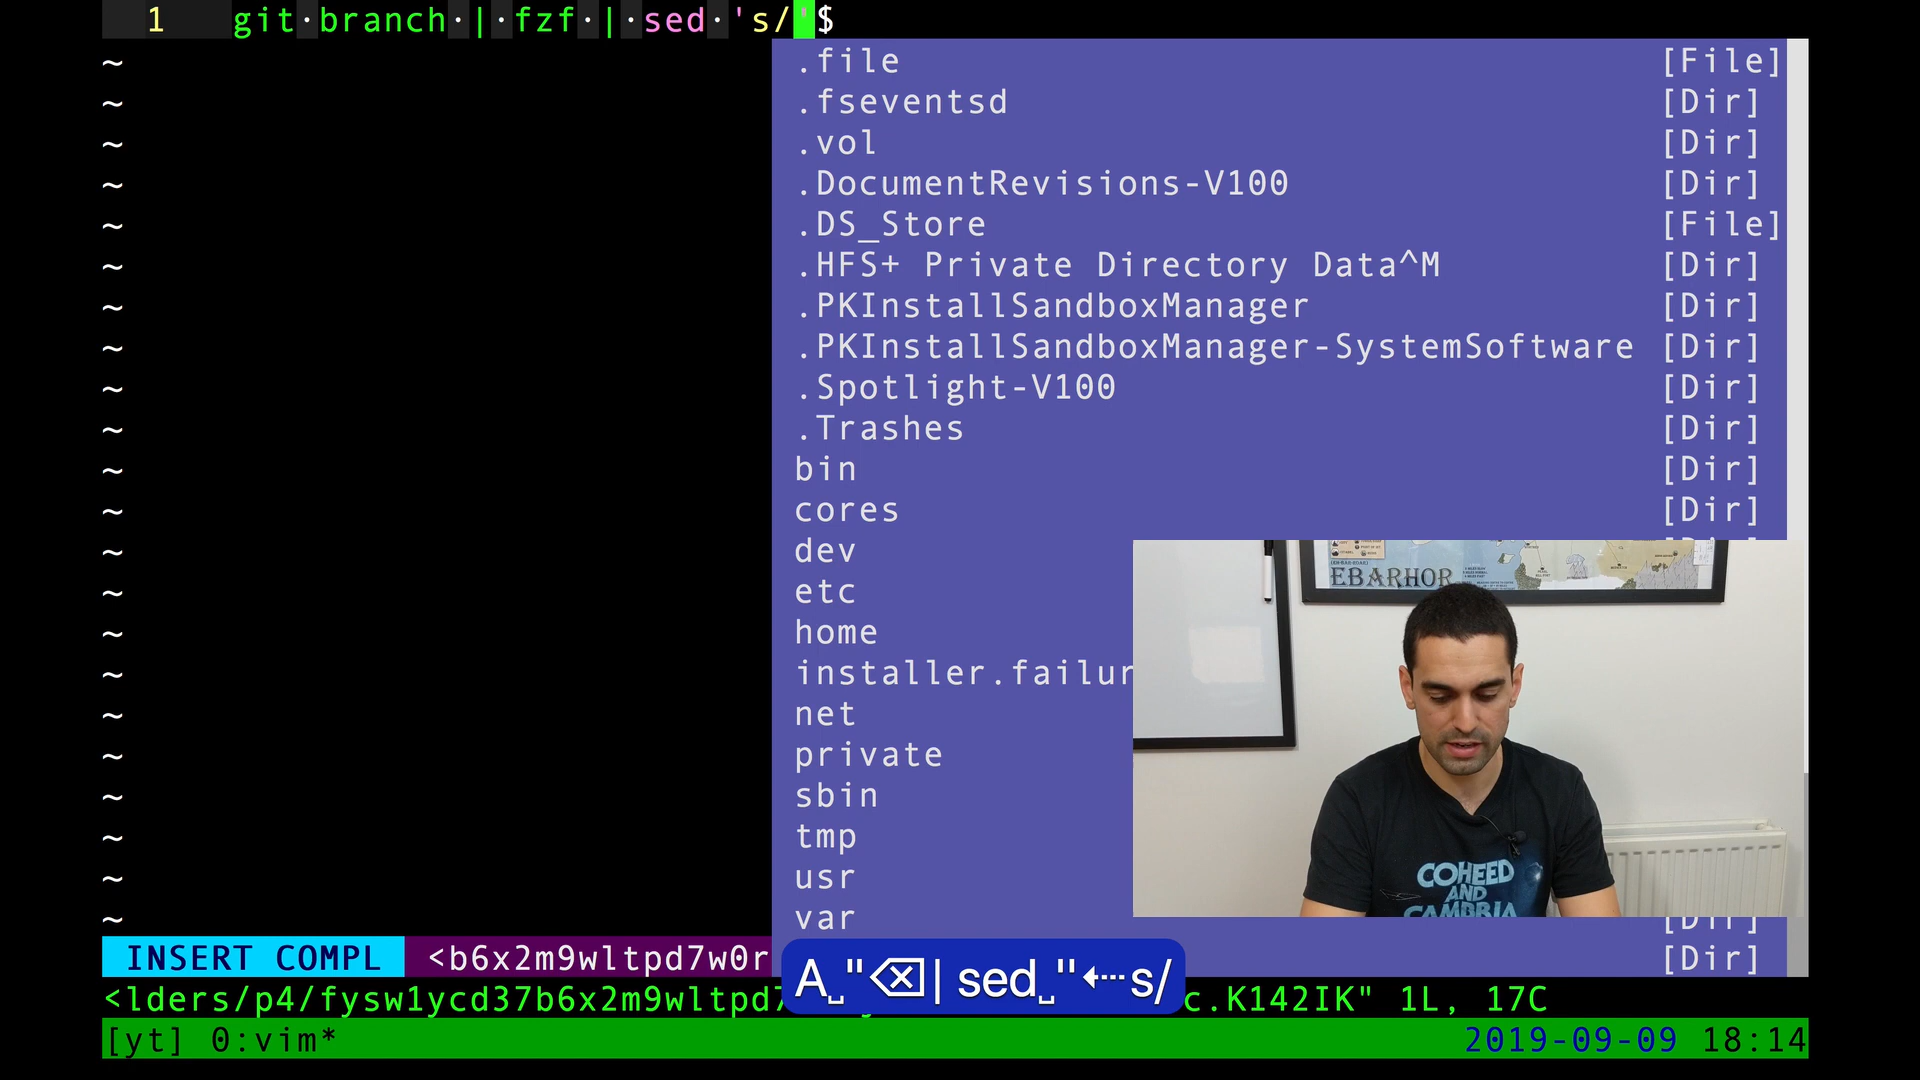 1 git·branch·|·fzf·|·sed·'s/'$
~ .file [File]
~ .fseventsd [Dir]
~ .vol [Dir]
~ .DocumentRevisions-V100 [Dir]
~ .DS_Store [File]
~ .HFS+ Private Directory Data^M [Dir]
~ .PKInstallSandboxManager [Dir]
~ .PKInstallSandboxManager-SystemSoftware [Dir]
~ .Spotlight-V100 [Dir]
~ .Trashes [Dir]
~ bin [Dir]
~ cores [Dir]
~ dev
~ etc
~ home
~ installer.failur
~ net
~ private
~ sbin
~ tmp
~ usr
~ var [Dir]
EBARHOR
COHEED
AND
CAMBRIA
INSERT COMPL <b6x2m9wltpd7w0r [Dir]
A␣"⌫| sed␣''⇠s/
<lders/p4/fysw1ycd37b6x2m9wltpd7 c.K142IK" 1L, 17C
[yt] 0:vim* 2019-09-09 18:14